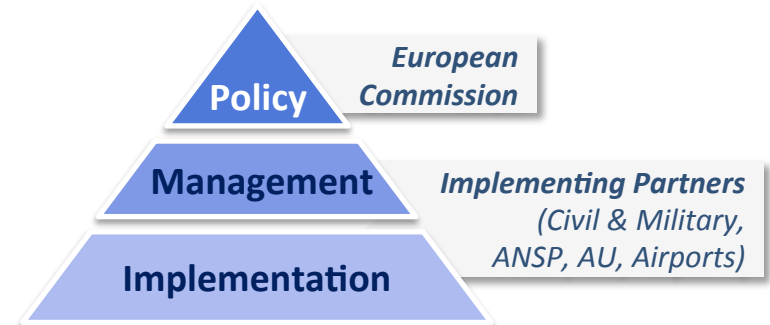 Policy
European
Commission
Management
Implementing Partners
(Civil & Military,
ANSP, AU, Airports)
Implementation